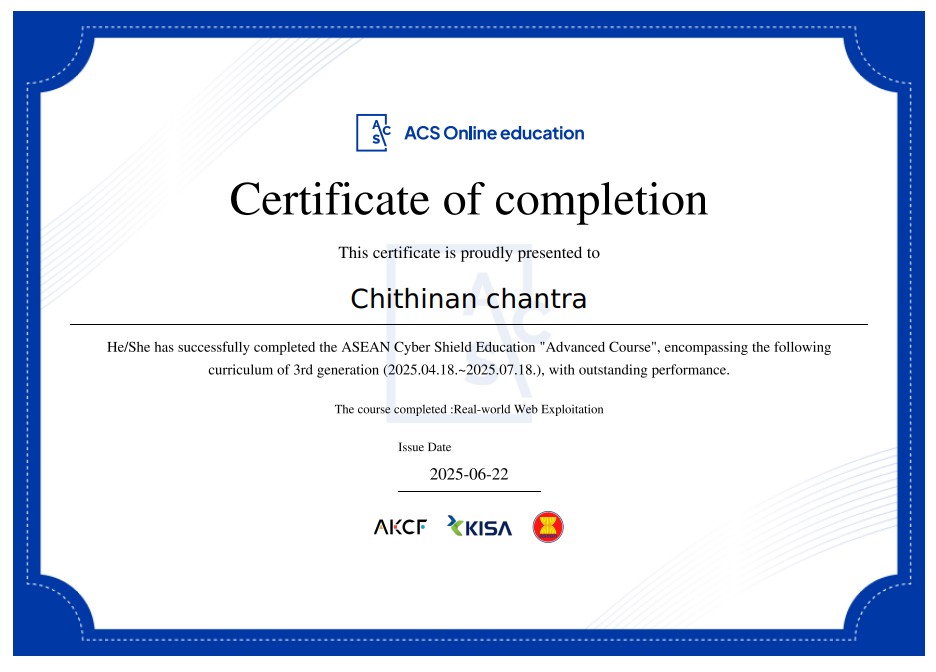 ACS
ACS Online education
Certificate of completion
This certificate is proudly presented to
Chithinan chantra
He/She has successfully completed the ASEAN Cyber Shield Education "Advanced Course", encompassing the following
curriculum of 3rd generation (2025.04.18.~2025.07.18.), with outstanding performance.
The course completed :Real-world Web Exploitation
Issue Date
2025-06-22
AKCF KISA